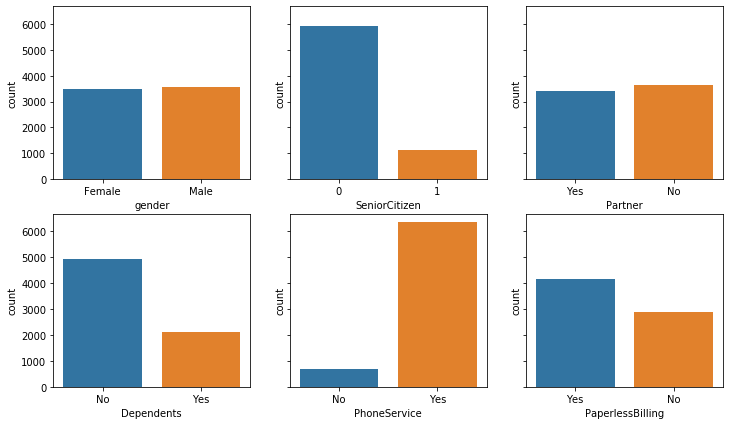 6000
5000
4000
3000
2000
1000
0
count
Female Male
gender
count
0 1
SeniorCitizen
count
Yes No
Partner
6000
5000
4000
3000
2000
1000
0
count
No Yes
Dependents
count
No Yes
PhoneService
count
Yes No
PaperlessBilling